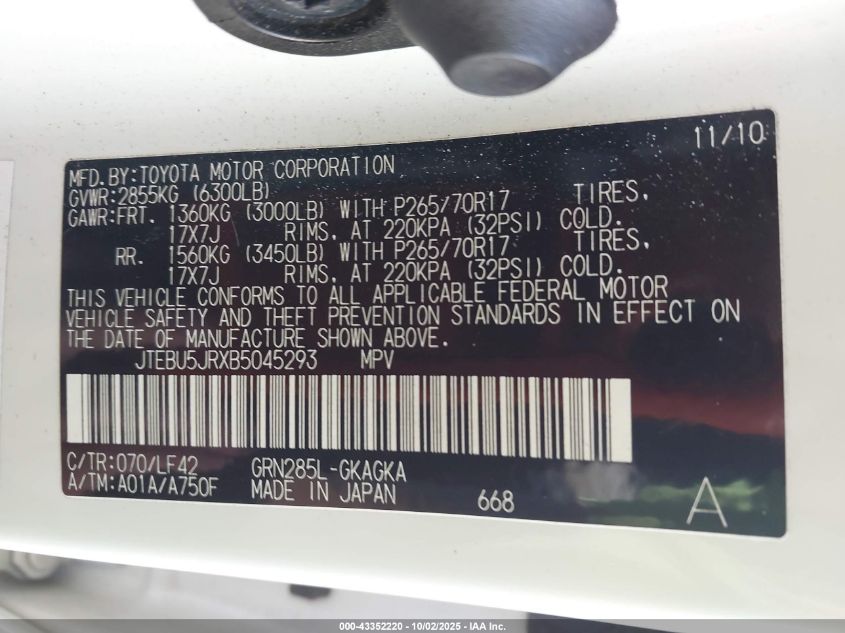 11/10
MFD.BY:TOYOTA MOTOR CORPORATION
GVWR:2855KG (6300LB)
GAWR:FRT. 1360KG (3000LB) WITH P265/70R17 TIRES,
17X7J RIMS, AT 220KPA (32PSI) COLD.
RR. 1560KG (3450LB) WITH P265/70R17 TIRES,
17X7J RIMS, AT 220KPA (32PSI) COLD.
THIS VEHICLE CONFORMS TO ALL APPLICABLE FEDERAL MOTOR
VEHICLE SAFETY AND THEFT PREVENTION STANDARDS IN EFFECT ON
THE DATE OF MANUFACTURE SHOWN ABOVE.
JTEBU5JRXB5045293 MPV
C/TR:070/LF42 GRN285L-GKAGKA
A/TM:A01A/A750F MADE IN JAPAN 668 A
000-43352220 - 10/02/2025 - IAA Inc.